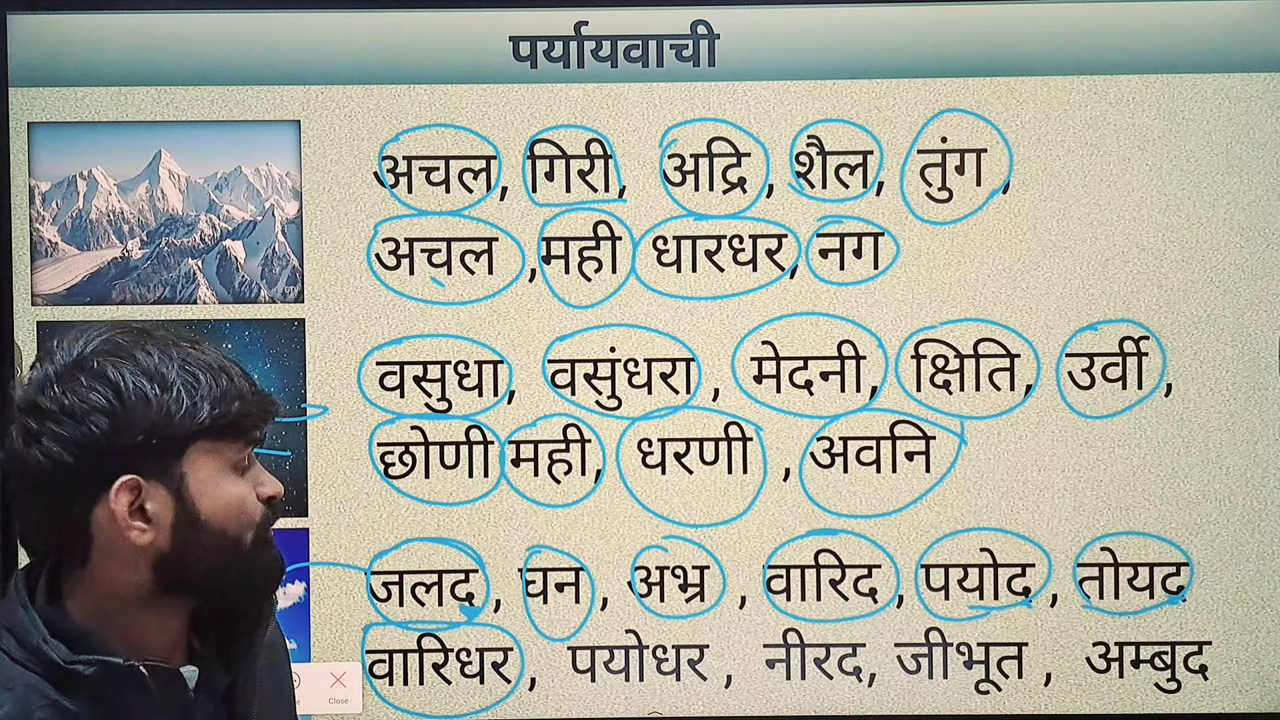 पर्यायवाची
अचल, गिरी, अद्रि, शैल, तुंग,
अचल ,मही धारधर, नग
वसुधा, वसुंधरा , मेदनी, क्षिति, उर्वी ,
छोणी मही, धरणी , अवनि
जलद , घन , अभ्र , वारिद , पयोद , तोयद
वारिधर , पयोधर , नीरद, जीभूत , अम्बुद
Close